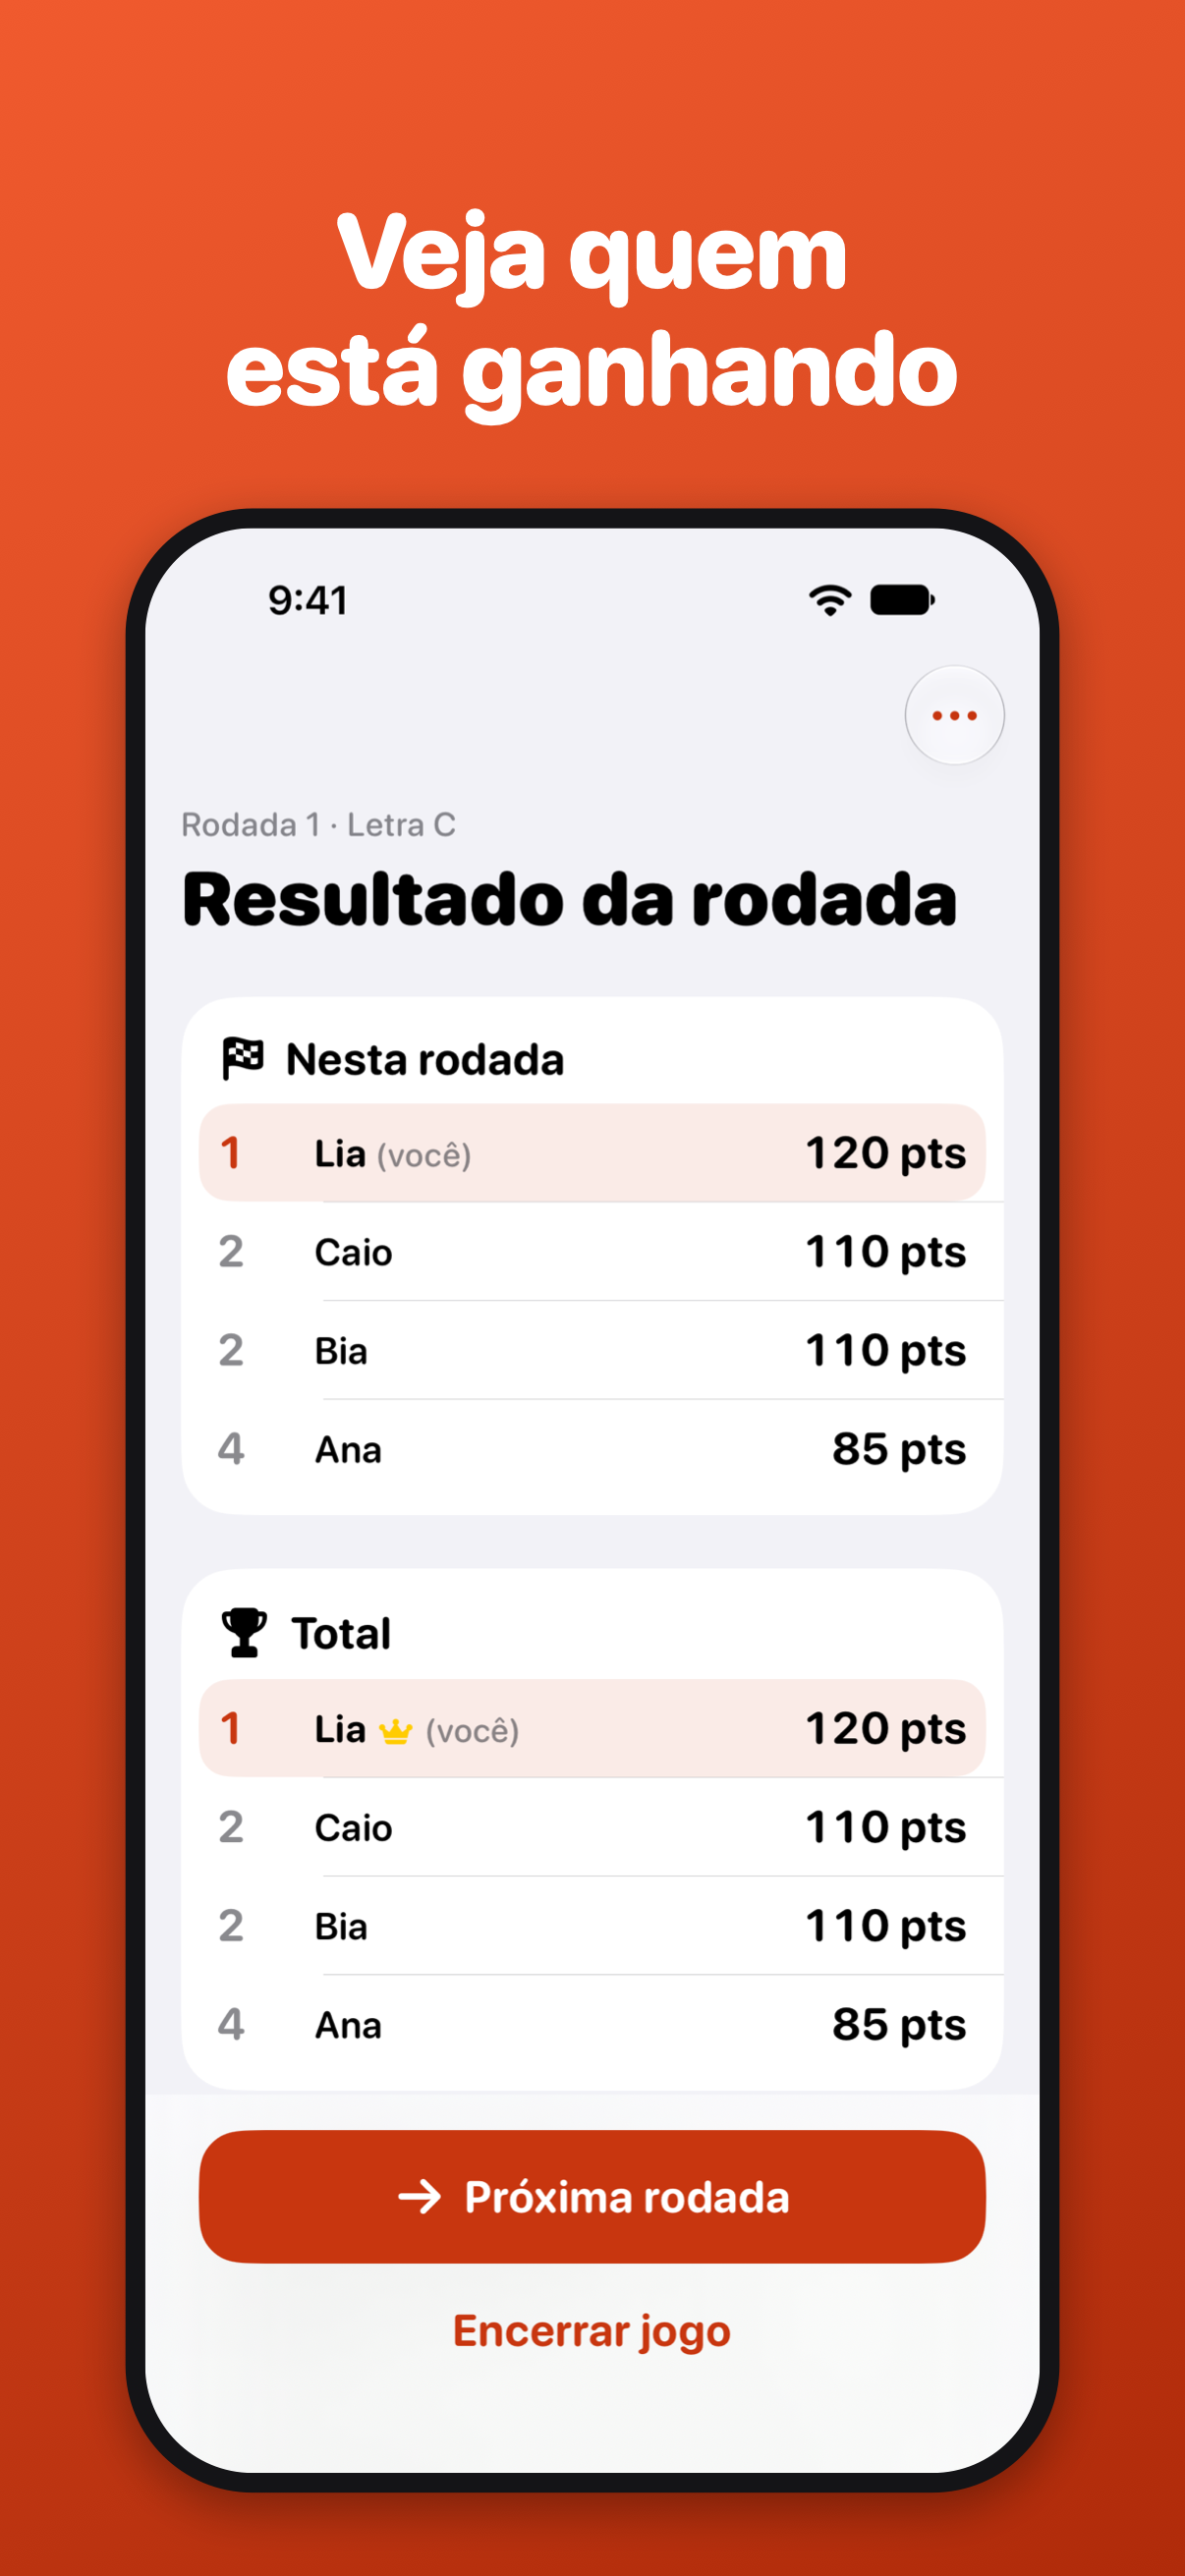 Veja quem
está ganhando
9:41
Rodada 1 · Letra C
Resultado da rodada
Nesta rodada
1 Lia (você) 120 pts
2 Caio 110 pts
2 Bia 110 pts
4 Ana 85 pts
Total
1 Lia (você) 120 pts
2 Caio 110 pts
2 Bia 110 pts
4 Ana 85 pts
→ Próxima rodada
Encerrar jogo